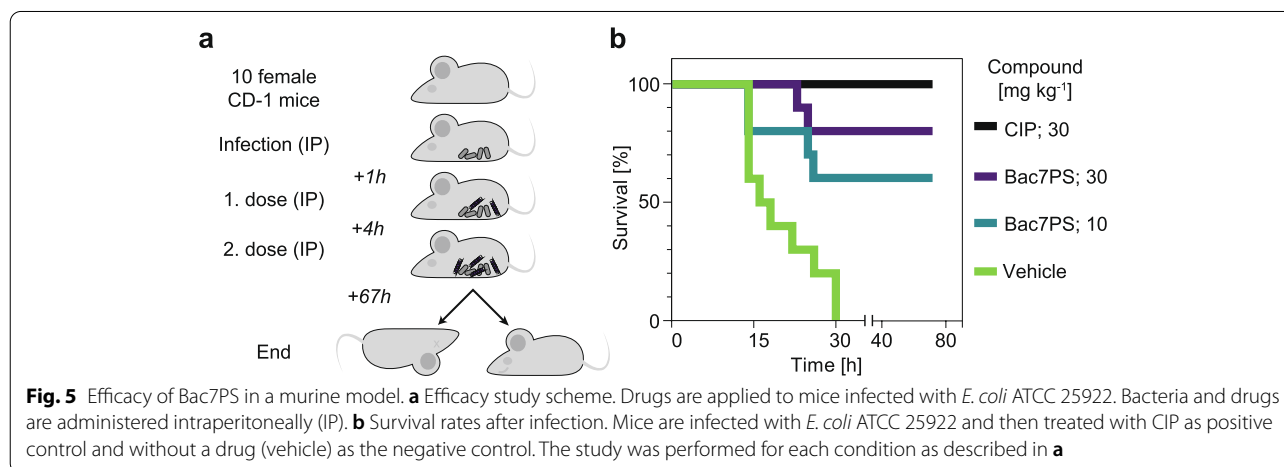 a
10 female
CD-1 mice
Infection (IP)
+1h
1. dose (IP)
+4h
2. dose (IP)
+67h
End
b
100
50
0
Survival [%]
0 15 30 40 80
Time [h]
Compound
[mg kg-1]
CIP; 30
Bac7PS; 30
Bac7PS; 10
Vehicle
Fig. 5 Efficacy of Bac7PS in a murine model. a Efficacy study scheme. Drugs are applied to mice infected with E. coli ATCC 25922. Bacteria and drugs
are administered intraperitoneally (IP). b Survival rates after infection. Mice are infected with E. coli ATCC 25922 and then treated with CIP as positive
control and without a drug (vehicle) as the negative control. The study was performed for each condition as described in a